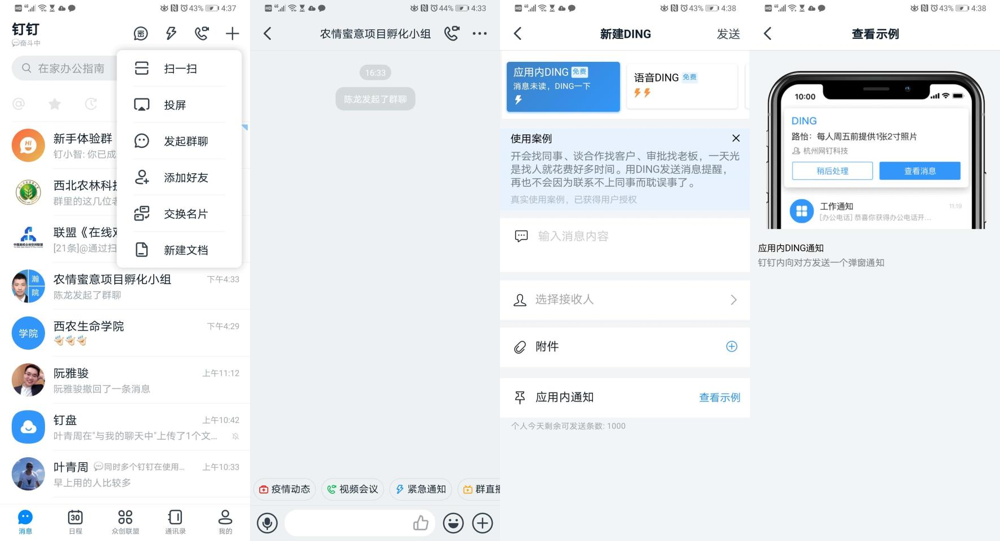 HD 46 43% 4:37
钉钉
奋斗中
密
在家办公指南
扫一扫
投屏
发起群聊
添加好友
交换名片
新建文档
@
Hi
新手体验群
钉小智: 你已成
西北农林科技
群里的这几位老
联盟《在线双
[21条]@通过扫
农情蜜意项目孵化小组 下午4:33
瀚
院
陈龙发起了群聊
学院
西农生命学院 下午4:29
阮雅骏 上午11:12
阮雅骏撤回了一条消息
钉盘 上午10:42
叶青周在"与我的聊天中"上传了1个文...
叶青周 同时多个钉钉在使用... 上午10:33
早上用的人比较多
消息
30
日程
众创联盟
通讯录
我的
HD 46 44% 4:33
农情蜜意项目孵化小组
16:33
陈龙发起了群聊
疫情动态
视频会议
紧急通知
群直播
HD 46 43% 4:38
新建DING
发送
应用内DING 免费
消息未读，DING一下
语音DING 免费
使用案例
开会找同事、谈合作找客户、审批找老板，一天光
是找人就花费好多时间。用DING发送消息提醒，
再也不会因为联系不上同事而耽误事了。
真实使用案例，已获得用户授权
输入消息内容
选择接收人
附件
应用内通知 查看示例
个人今天剩余可发送条数: 1000
HD 46 43% 4:38
查看示例
10:00
DING
路怡：每人周五前提供1张2寸照片
杭州网钉科技
稍后处理 查看消息
工作通知 11:19
[办公电话] 恭喜你获得办公电话开...
应用内DING通知
钉钉内向对方发送一个弹窗通知